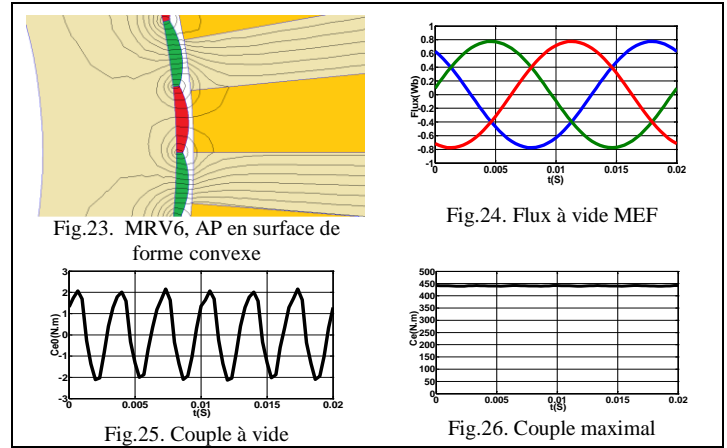 1
0.8
0.6
0.4
0.2
0
-0.2
-0.4
-0.6
-0.8
-1
Flux(Wb)
0 0.005 0.01 0.015 0.02
t(S)
Fig.23. MRV6, AP en surface de
forme convexe
Fig.24. Flux à vide MEF
3
2
1
0
-1
-2
-3
Ce0(N.m)
0 0.005 0.01 0.015 0.02
t(S)
Fig.25. Couple à vide
500
450
400
350
300
250
200
150
100
50
0
Ce(N.m)
0 0.005 0.01 0.015 0.02
t(S)
Fig.26. Couple maximal